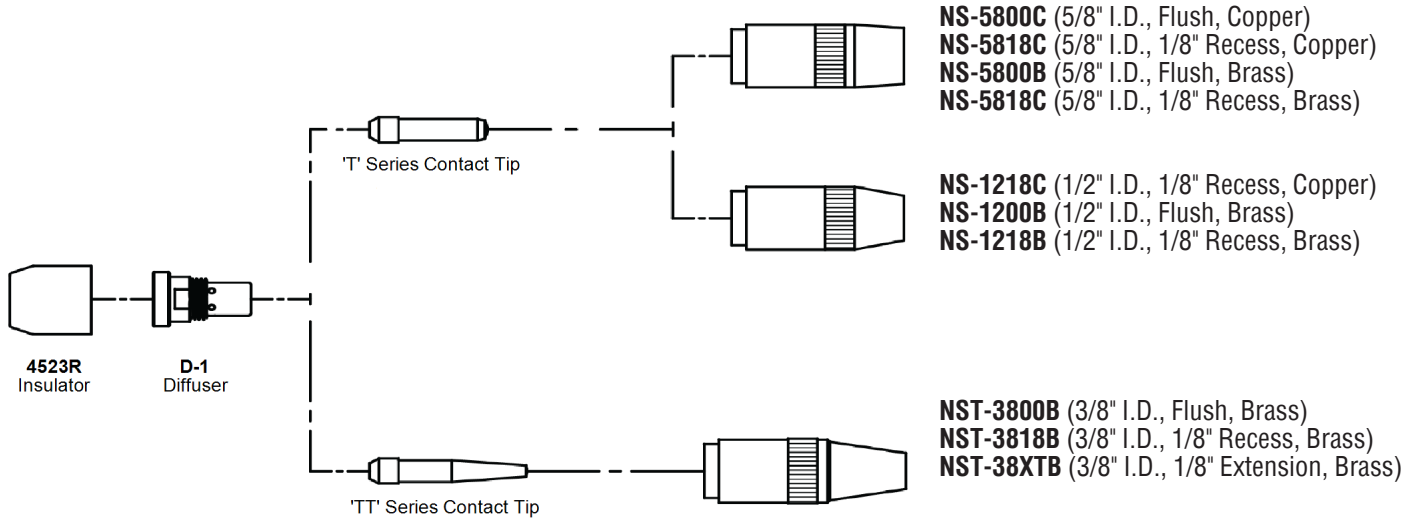 NS-5800C (5/8" I.D., Flush, Copper)
NS-5818C (5/8" I.D., 1/8" Recess, Copper)
NS-5800B (5/8" I.D., Flush, Brass)
NS-5818C (5/8" I.D., 1/8" Recess, Brass)
'T' Series Contact Tip
NS-1218C (1/2" I.D., 1/8" Recess, Copper)
NS-1200B (1/2" I.D., Flush, Brass)
NS-1218B (1/2" I.D., 1/8" Recess, Brass)
4523R
Insulator
D-1
Diffuser
NST-3800B (3/8" I.D., Flush, Brass)
NST-3818B (3/8" I.D., 1/8" Recess, Brass)
NST-38XTB (3/8" I.D., 1/8" Extension, Brass)
'TT' Series Contact Tip